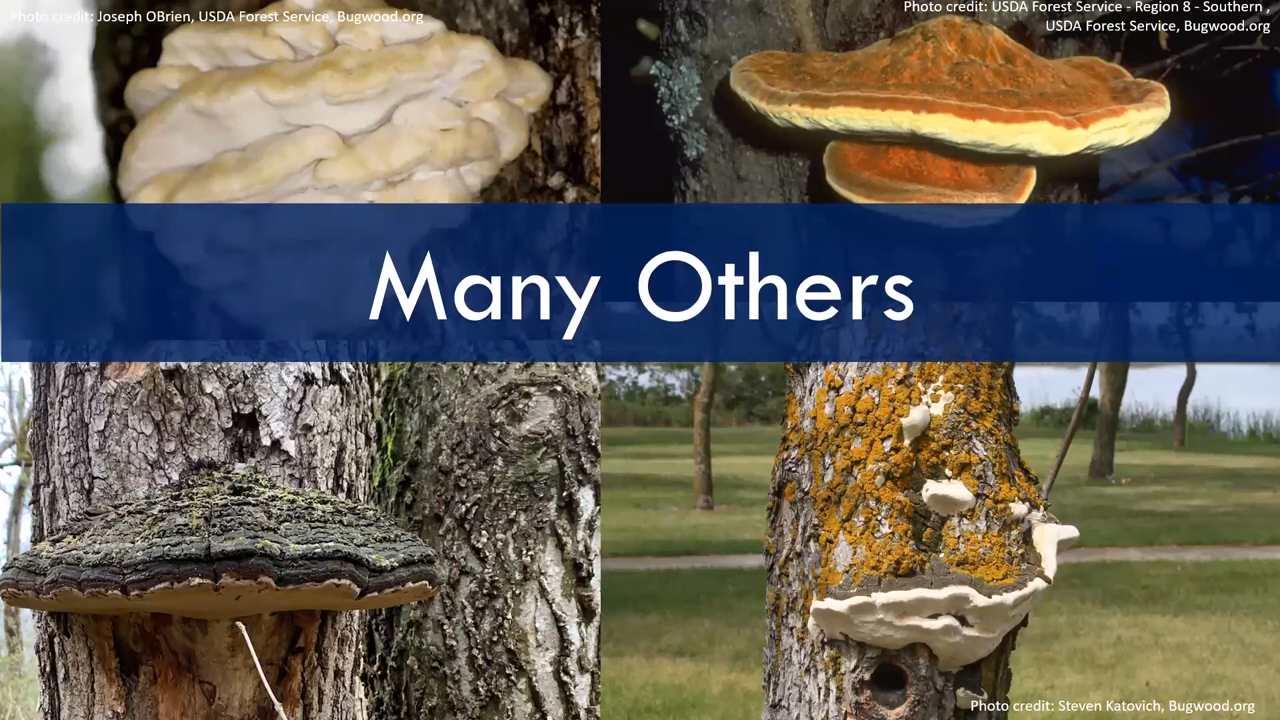 Photo credit: Joseph OBrien, USDA Forest Service, Bugwood.org
Photo credit: USDA Forest Service - Region 8 - Southern ,
USDA Forest Service, Bugwood.org
Many Others
Photo credit: Steven Katovich, Bugwood.org